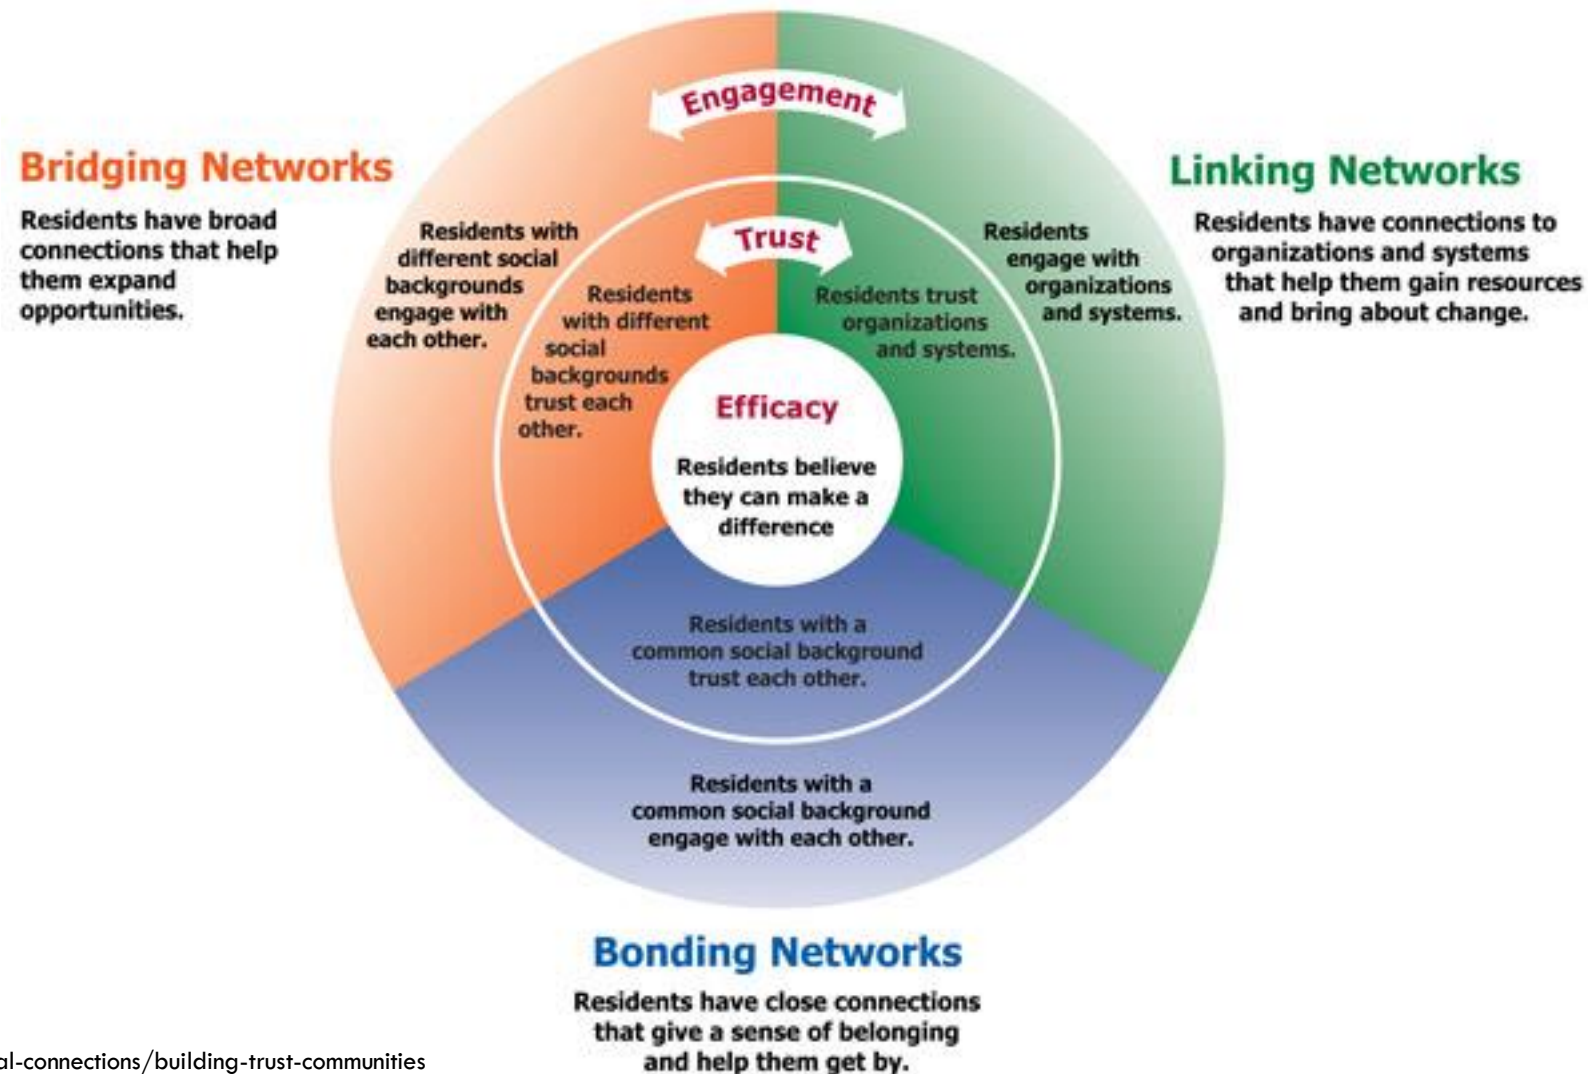 Engagement
Bridging Networks
Residents have broad
connections that help
them expand
opportunities.
Residents with
different social
backgrounds
engage with
each other.
Trust
Residents
with different
social
backgrounds
trust each
other.
Residents trust
organizations
and systems.
Residents
engage with
organizations
and systems.
Linking Networks
Residents have connections to
organizations and systems
that help them gain resources
and bring about change.
Efficacy
Residents believe
they can make a
difference
Residents with a
common social background
trust each other.
Residents with a
common social background
engage with each other.
Bonding Networks
Residents have close connections
that give a sense of belonging
and help them get by.
al-connections/building-trust-communities